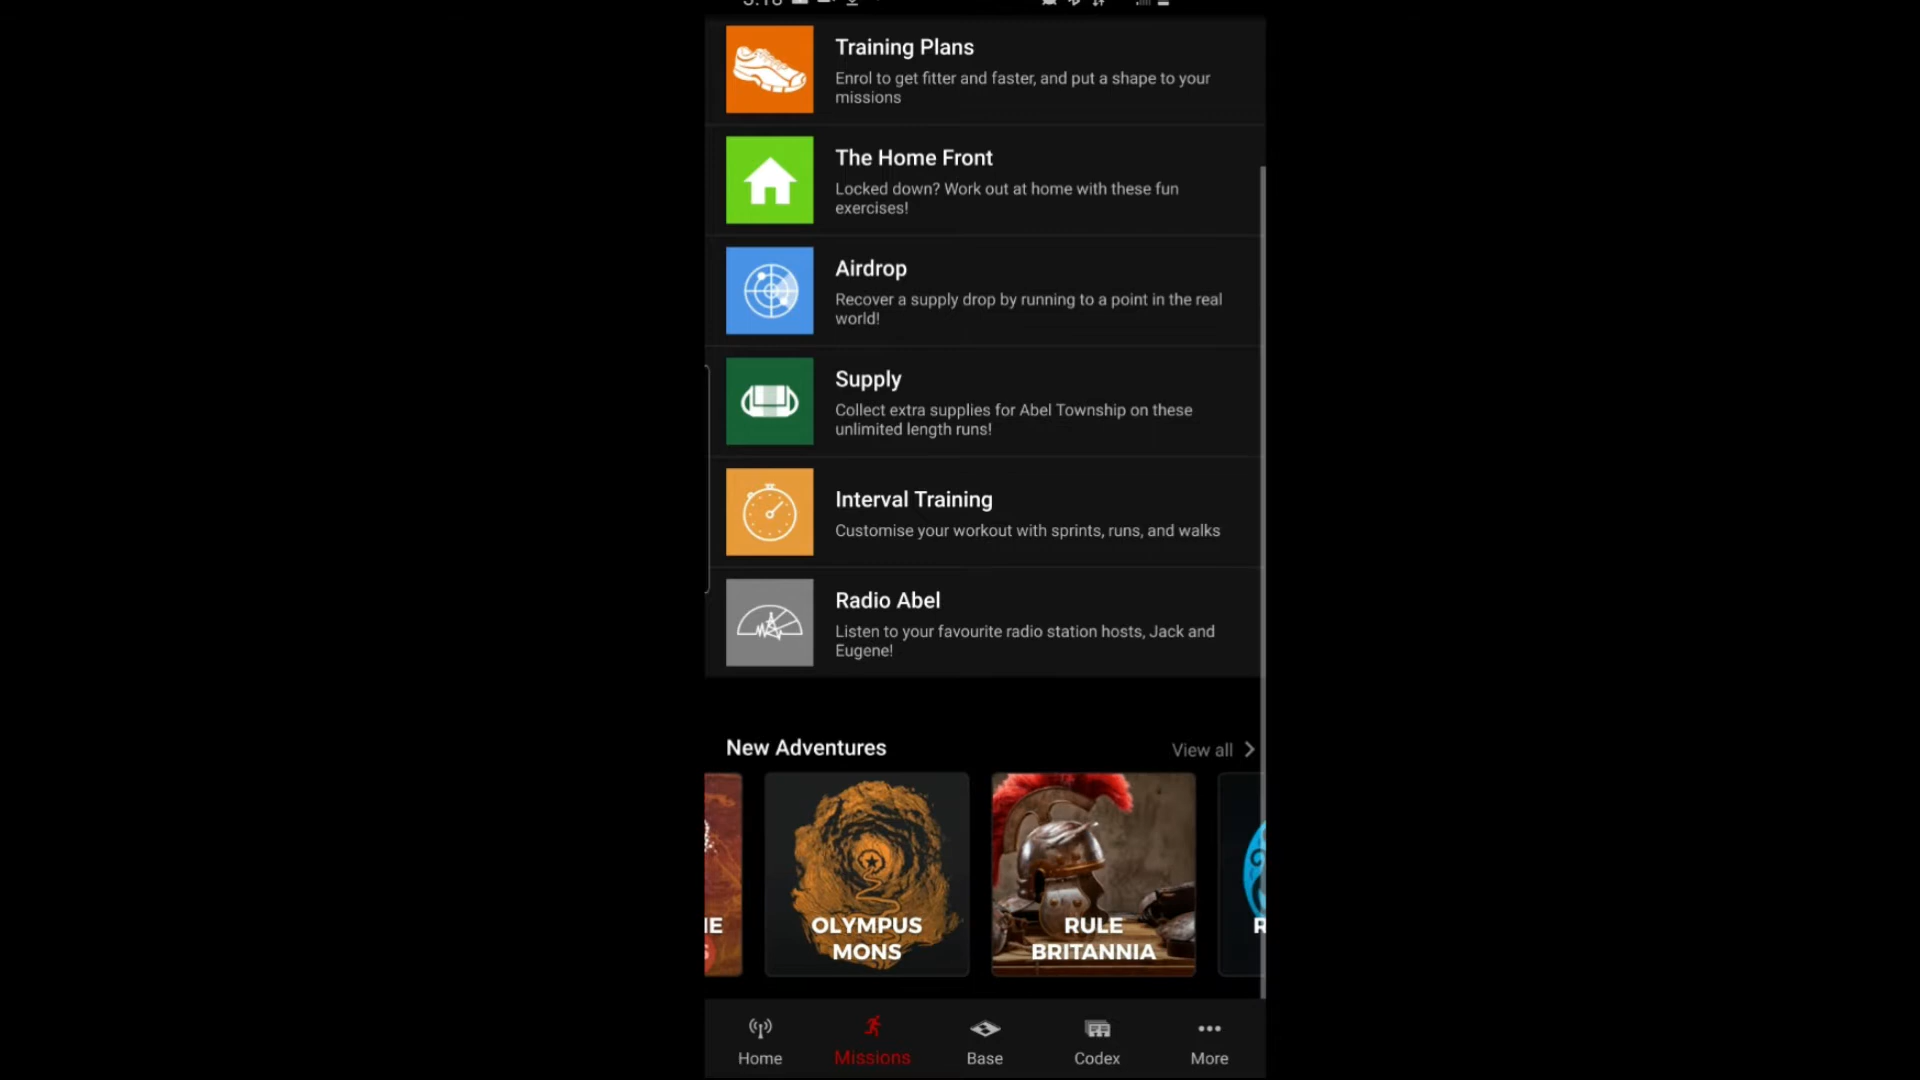 Training Plans
Enrol to get fitter and faster, and put a shape to your
missions
The Home Front
Locked down? Work out at home with these fun
exercises!
Airdrop
Recover a supply drop by running to a point in the real
world!
Supply
Collect extra supplies for Abel Township on these
unlimited length runs!
Interval Training
Customise your workout with sprints, runs, and walks
Radio Abel
Listen to your favourite radio station hosts, Jack and
Eugene!
New Adventures
View all
OLYMPUS
MONS
RULE
BRITANNIA
Home
Missions
Base
Codex
More